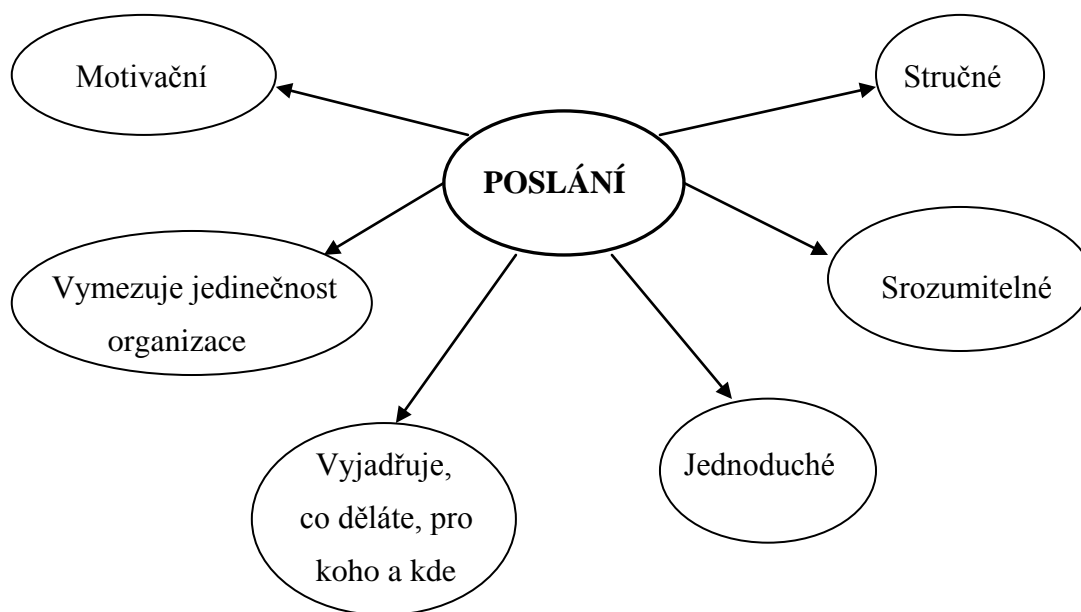 Motivační
Stručné
POSLÁNÍ
Vymezuje jedinečnost
organizace
Srozumitelné
Vyjadřuje,
co děláte, pro
koho a kde
Jednoduché